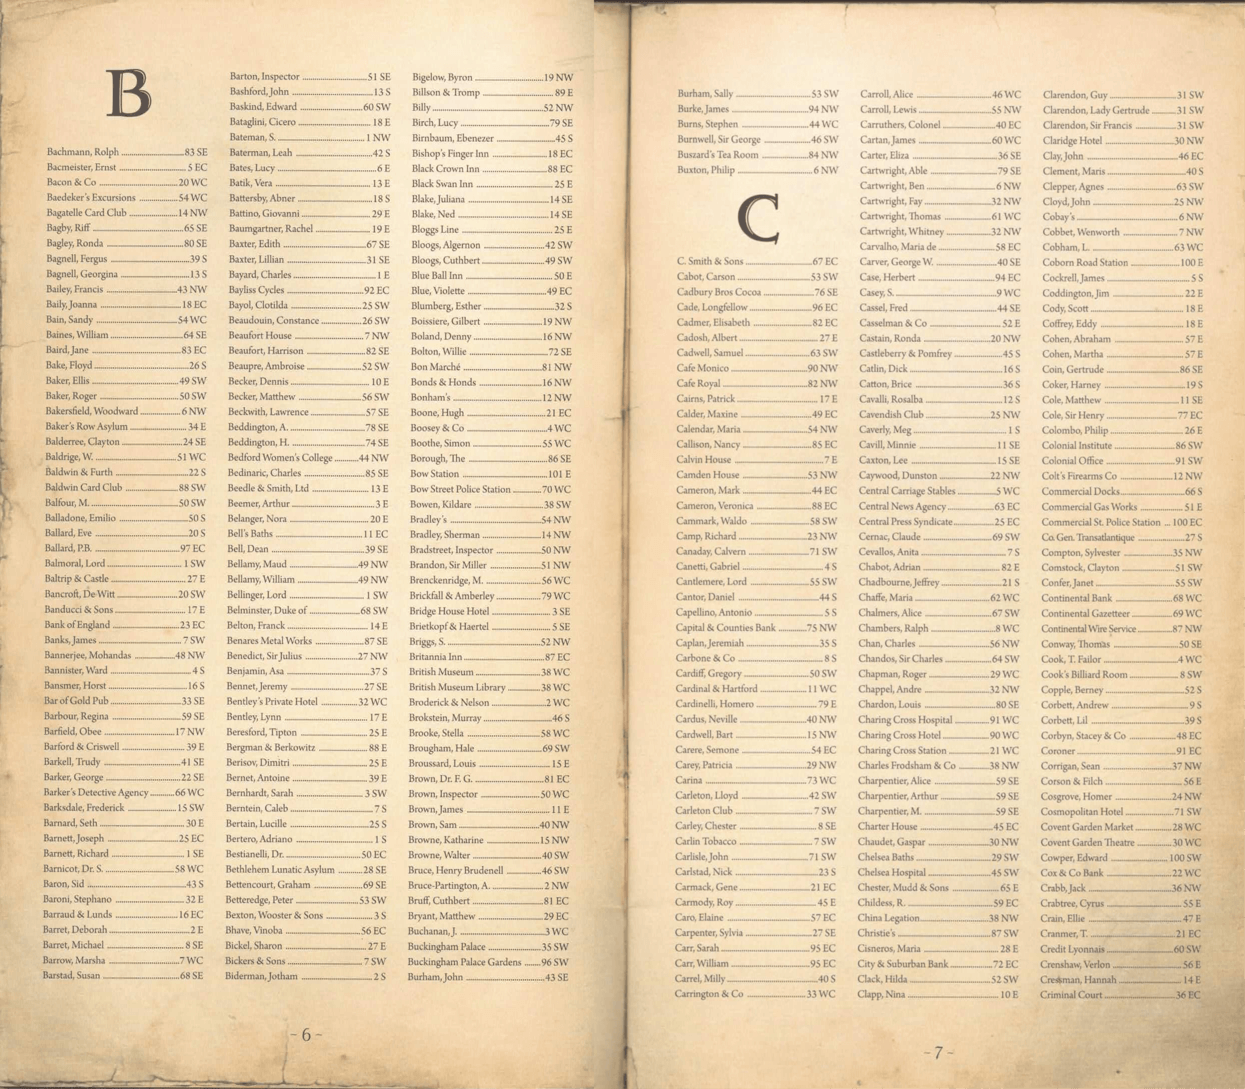 B
Bachmann, Rolph 83 SE
Bacmeister, Ernst 5 EC
Bacon & Co 20 WC
Baedeker's Excursions 54 WC
Bagatelle Card Club 14 NW
Bagby, Riff 65 SE
Bagley, Ronda 80 SE
Bagnell, Fergus 39 S
Bagnell, Georgina 13 S
Bailey, Francis 43 NW
Baily, Joanna 18 EC
Bain, Sandy 54 WC
Baines, William 64 SE
Baird, Jane 83 EC
Bake, Floyd 26 S
Baker, Ellis 49 SW
Baker, Roger 50 SW
Bakersfield, Woodward 6 NW
Baker's Row Asylum 34 E
Balderree, Clayton 24 SE
Baldrige, W. 51 WC
Baldwin & Furth 22 S
Baldwin Card Club 88 SW
Balfour, M. 50 SW
Balladone, Emilio 50 S
Ballard, Eve 20 S
Ballard, P.B. 97 EC
Balmoral, Lord 1 SW
Baltrip & Castle 27 E
Bancroft, De Witt 20 SW
Banducci & Sons 17 E
Bank of England 23 EC
Banks, James 7 SW
Bannerjee, Mohandas 48 NW
Bannister, Ward 4 S
Bansmer, Horst 16 S
Bar of Gold Pub 33 SE
Barbour, Regina 59 SE
Barfield, Obee 17 NW
Barford & Criswell 39 E
Barkell, Trudy 41 SE
Barker, George 22 SE
Barker's Detective Agency 66 WC
Barksdale, Frederick 15 SW
Barnard, Seth 30 E
Barnett, Joseph 25 EC
Barnett, Richard 1 SE
Barnicot, Dr. S. 58 WC
Baron, Sid 43 S
Baroni, Stephano 32 E
Barraud & Lunds 16 EC
Barret, Deborah 2 E
Barret, Michael 8 SE
Barrow, Marsha 7 WC
Barstad, Susan 68 SE
Barton, Inspector 51 SE
Bashford, John 13 S
Baskind, Edward 60 SW
Bataglini, Cicero 18 E
Bateman, S. 1 NW
Baterman, Leah 42 S
Bates, Lucy 6 E
Batik, Vera 13 E
Battersby, Abner 18 S
Battino, Giovanni 29 E
Baumgartner, Rachel 19 E
Baxter, Edith 67 SE
Baxter, Lillian 31 SE
Bayard, Charles 1 E
Bayliss Cycles 92 EC
Bayol, Clotilda 25 SW
Beaudouin, Constance 26 SW
Beaufort House 7 NW
Beaufort, Harrison 82 SE
Beaupre, Ambroise 52 SW
Becker, Dennis 10 E
Becker, Matthew 56 SW
Beckwith, Lawrence 57 SE
Beddington, A. 78 SE
Beddington, H. 74 SE
Bedford Women's College 44 NW
Bedinaric, Charles 85 SE
Beedle & Smith, Ltd 13 E
Beemer, Arthur 3 E
Belanger, Nora 20 E
Bell's Baths 11 EC
Bell, Dean 39 SE
Bellamy, Maud 49 NW
Bellamy, William 49 NW
Bellinger, Lord 1 SW
Belminster, Duke of 68 SW
Belton, Franck 14 E
Benares Metal Works 87 SE
Benedict, Sir Julius 27 NW
Benjamin, Asa 37 S
Bennet, Jeremy 27 SE
Bentley's Private Hotel 32 WC
Bentley, Lynn 17 E
Beresford, Tipton 25 E
Bergman & Berkowitz 88 E
Berisov, Dimitri 25 E
Bernet, Antoine 39 E
Bernhardt, Sarah 3 SW
Berntein, Caleb 7 S
Bertain, Lucille 25 S
Bertero, Adriano 1 S
Bestianelli, Dr. 50 EC
Bethlehem Lunatic Asylum 28 SE
Bettencourt, Graham 69 SE
Betteredge, Peter 53 SW
Bexton, Wooster & Sons 3 S
Bhave, Vinoba 56 EC
Bickel, Sharon 27 E
Bickers & Sons 7 SW
Biderman, Jotham 2 S
Bigelow, Byron 19 NW
Billson & Tromp 89 E
Billy 52 NW
Birch, Lucy 79 SE
Birnbaum, Ebenezer 45 S
Bishop's Finger Inn 18 EC
Black Crown Inn 88 EC
Black Swan Inn 25 E
Blake, Juliana 14 SE
Blake, Ned 14 SE
Bloggs Line 25 E
Bloogs, Algernon 42 SW
Bloogs, Cuthbert 49 SW
Blue Ball Inn 50 E
Blue, Violette 49 EC
Blumberg, Esther 32 S
Boissiere, Gilbert 19 NW
Boland, Denny 16 NW
Bolton, Willie 72 SE
Bon Marché 81 NW
Bonds & Honds 16 NW
Bonham's 12 NW
Boone, Hugh 21 EC
Boosey & Co 4 WC
Boothe, Simon 55 WC
Borough, The 86 SE
Bow Station 101 E
Bow Street Police Station 70 WC
Bowen, Kildare 38 SW
Bradley's 54 NW
Bradley, Sherman 14 NW
Bradstreet, Inspector 50 NW
Brandon, Sir Miller 51 NW
Brenckenridge, M. 56 WC
Brickfall & Amberley 79 WC
Bridge House Hotel 3 SE
Brietkopf & Haertel 5 SE
Briggs, S. 52 NW
Britannia Inn 87 EC
British Museum 38 WC
British Museum Library 38 WC
Broderick & Nelson 2 WC
Brokstein, Murray 46 S
Brooke, Stella 58 WC
Brougham, Hale 69 SW
Broussard, Louis 15 E
Brown, Dr. F. G. 81 EC
Brown, Inspector 50 WC
Brown, James 11 E
Brown, Sam 40 NW
Browne, Katharine 15 NW
Browne, Walter 40 SW
Bruce, Henry Brudenell 46 SW
Bruce-Partington, A. 2 NW
Bruff, Cuthbert 81 EC
Bryant, Matthew 29 EC
Buchanan, J. 3 WC
Buckingham Palace 35 SW
Buckingham Palace Gardens 96 SW
Burham, John 43 SE
- 6 -
Burham, Sally 53 SW
Burke, James 94 NW
Burns, Stephen 44 WC
Burnwell, Sir George 46 SW
Buszard's Tea Room 84 NW
Buxton, Philip 6 NW
C
C. Smith & Sons 67 EC
Cabot, Carson 53 SW
Cadbury Bros Cocoa 76 SE
Cade, Longfellow 96 EC
Cadmer, Elisabeth 82 EC
Cadosh, Albert 27 E
Cadwell, Samuel 63 SW
Cafe Monico 90 NW
Cafe Royal 82 NW
Cairns, Patrick 17 E
Calder, Maxine 49 EC
Calendar, Maria 54 NW
Callison, Nancy 85 EC
Calvin House 7 E
Camden House 53 NW
Cameron, Mark 44 EC
Cameron, Veronica 88 EC
Cammark, Waldo 58 SW
Camp, Richard 23 NW
Canaday, Calvern 71 SW
Canetti, Gabriel 4 S
Cantlemere, Lord 55 SW
Cantor, Daniel 44 S
Capellino, Antonio 5 S
Capital & Counties Bank 75 NW
Caplan, Jeremiah 35 S
Carbone & Co 8 S
Cardiff, Gregory 50 SW
Cardinal & Hartford 11 WC
Cardinelli, Homero 79 E
Cardus, Neville 40 NW
Cardwell, Bart 15 NW
Carere, Semone 54 EC
Carey, Patricia 29 NW
Carina 73 WC
Carleton, Lloyd 42 SW
Carleton Club 7 SW
Carley, Chester 8 SE
Carlin Tobacco 7 SW
Carlisle, John 71 SW
Carlstad, Nick 23 S
Carmack, Gene 21 EC
Carmody, Roy 45 E
Caro, Elaine 57 EC
Carpenter, Sylvia 27 SE
Carr, Sarah 95 EC
Carr, William 95 EC
Carrel, Milly 40 S
Carrington & Co 33 WC
Carroll, Alice 46 WC
Carroll, Lewis 55 NW
Carruthers, Colonel 40 EC
Cartan, James 60 WC
Carter, Eliza 36 SE
Cartwright, Able 79 SE
Cartwright, Ben 6 NW
Cartwright, Fay 32 NW
Cartwright, Thomas 61 WC
Cartwright, Whitney 32 NW
Carvalho, Maria de 58 EC
Carver, George W. 40 SE
Case, Herbert 94 EC
Casey, S. 9 WC
Cassel, Fred 44 SE
Casselman & Co 52 E
Castain, Ronda 20 NW
Castleberry & Pomfrey 45 S
Catlin, Dick 16 S
Catton, Brice 36 S
Cavalli, Rosalba 12 S
Cavendish Club 25 NW
Caverly, Meg 1 S
Cavill, Minnie 11 SE
Caxton, Lee 15 SE
Caywood, Dunston 22 NW
Central Carriage Stables 5 WC
Central News Agency 63 EC
Central Press Syndicate 25 EC
Cernac, Claude 69 SW
Cevallos, Anita 7 S
Chabot, Adrian 82 E
Chadbourne, Jeffrey 21 S
Chaffe, Maria 62 WC
Chalmers, Alice 67 SW
Chambers, Ralph 8 WC
Chan, Charles 56 NW
Chandos, Sir Charles 64 SW
Chapman, Roger 29 WC
Chappel, Andre 32 NW
Chardon, Louis 80 SE
Charing Cross Hospital 91 WC
Charing Cross Hotel 90 WC
Charing Cross Station 21 WC
Charles Frodsham & Co 38 NW
Charpentier, Alice 59 SE
Charpentier, Arthur 59 SE
Charpentier, M. 59 SE
Charter House 45 EC
Chaudet, Gaspar 30 NW
Chelsea Baths 29 SW
Chelsea Hospital 45 SW
Chester, Mudd & Sons 65 E
Childess, R. 59 EC
China Legation 38 NW
Christie's 87 SW
Cisneros, Maria 28 E
City & Suburban Bank 72 EC
Clack, Hilda 52 SW
Clapp, Nina 10 E
Clarendon, Guy 31 SW
Clarendon, Lady Gertrude 31 SW
Clarendon, Sir Francis 31 SW
Claridge Hotel 30 NW
Clay, John 46 EC
Clement, Maris 40 S
Clepper, Agnes 63 SW
Cloyd, John 25 NW
Cobay's 6 NW
Cobbet, Wenworth 7 NW
Cobham, L. 63 WC
Coborn Road Station 100 E
Cockrell, James 5 S
Coddington, Jim 22 E
Cody, Scott 18 E
Coffrey, Eddy 18 E
Cohen, Abraham 57 E
Cohen, Martha 57 E
Coin, Gertrude 86 SE
Coker, Harney 19 S
Cole, Matthew 11 SE
Cole, Sir Henry 77 EC
Colombo, Philip 26 E
Colonial Institute 86 SW
Colonial Office 91 SW
Colt's Firearms Co 12 NW
Commercial Docks 66 S
Commercial Gas Works 51 E
Commercial St. Police Station 100 EC
Co. Gen. Transatlantique 27 S
Compton, Sylvester 35 NW
Comstock, Clayton 51 SW
Confer, Janet 55 SW
Continental Bank 68 WC
Continental Gazetteer 69 WC
Continental Wire Service 87 NW
Conway, Thomas 50 SE
Cook, T. Failor 4 WC
Cook's Billiard Room 8 SW
Copple, Berney 52 S
Corbett, Andrew 9 S
Corbett, Lil 39 S
Corbyn, Stacey & Co 48 EC
Coroner 91 EC
Corrigan, Sean 37 NW
Corson & Filch 56 E
Cosgrove, Homer 24 NW
Cosmopolitan Hotel 71 SW
Covent Garden Market 28 WC
Covent Garden Theatre 30 WC
Cowper, Edward 100 SW
Cox & Co Bank 22 WC
Crabb, Jack 36 NW
Crabtree, Cyrus 55 E
Crain, Ellie 47 E
Cranmer, T. 21 EC
Credit Lyonnais 60 SW
Crenshaw, Verlon 56 E
Cressman, Hannah 14 E
Criminal Court 36 EC
- 7 -